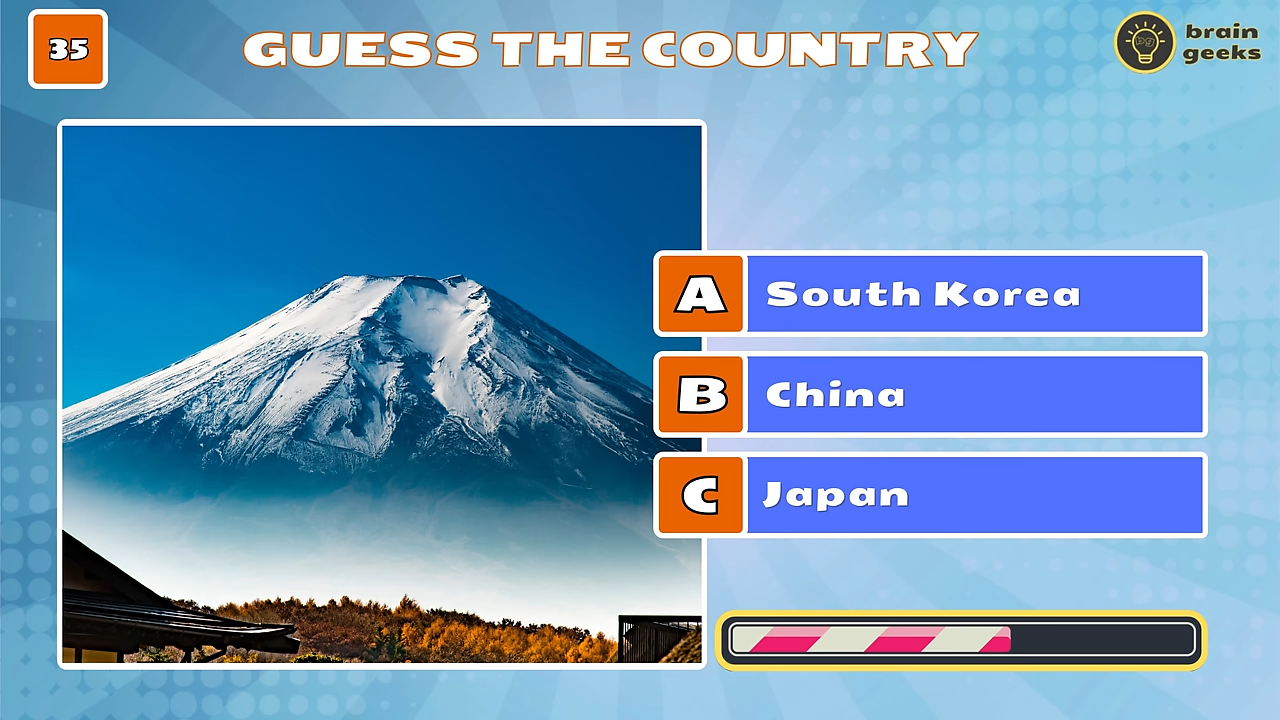 35
GUESS THE COUNTRY
brain
geeks
A South Korea
B China
C Japan